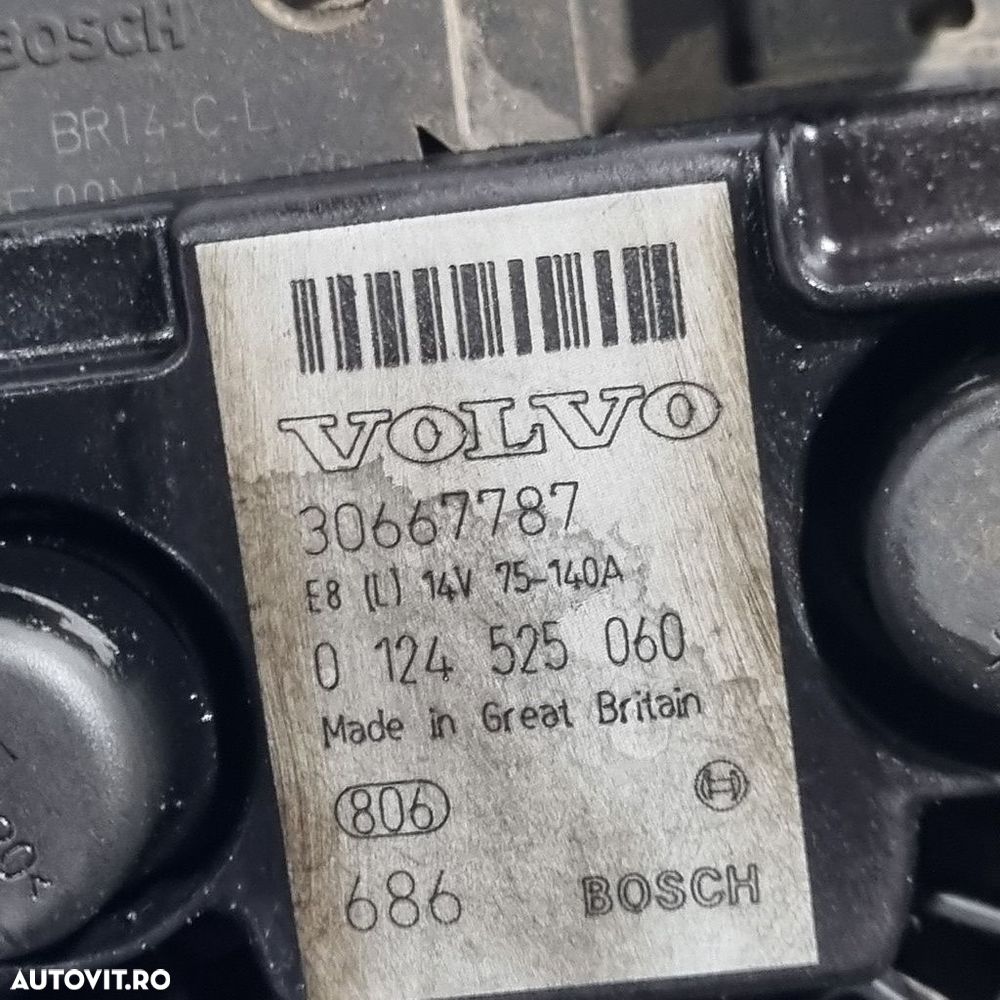 BOSCH
BR14-C-L
VOLVO
30667787
E8 (L) 14V 75-140A
0 124 525 060
Made in Great Britain
806
686 BOSCH
AUTOVIT.RO